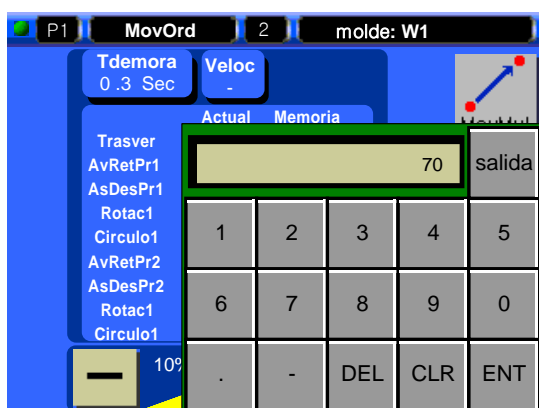 P1 MovOrd 2 molde: W1
Tdemora Veloc
0 .3 Sec -
Actual Memoria
MovMul
Trasver
AvRetPr1
AsDesPr1
Rotac1
Circulo1
AvRetPr2
AsDesPr2
Rotac1
Circulo1
70 salida
1 2 3 4 5
6 7 8 9 0
. - DEL CLR ENT
10%